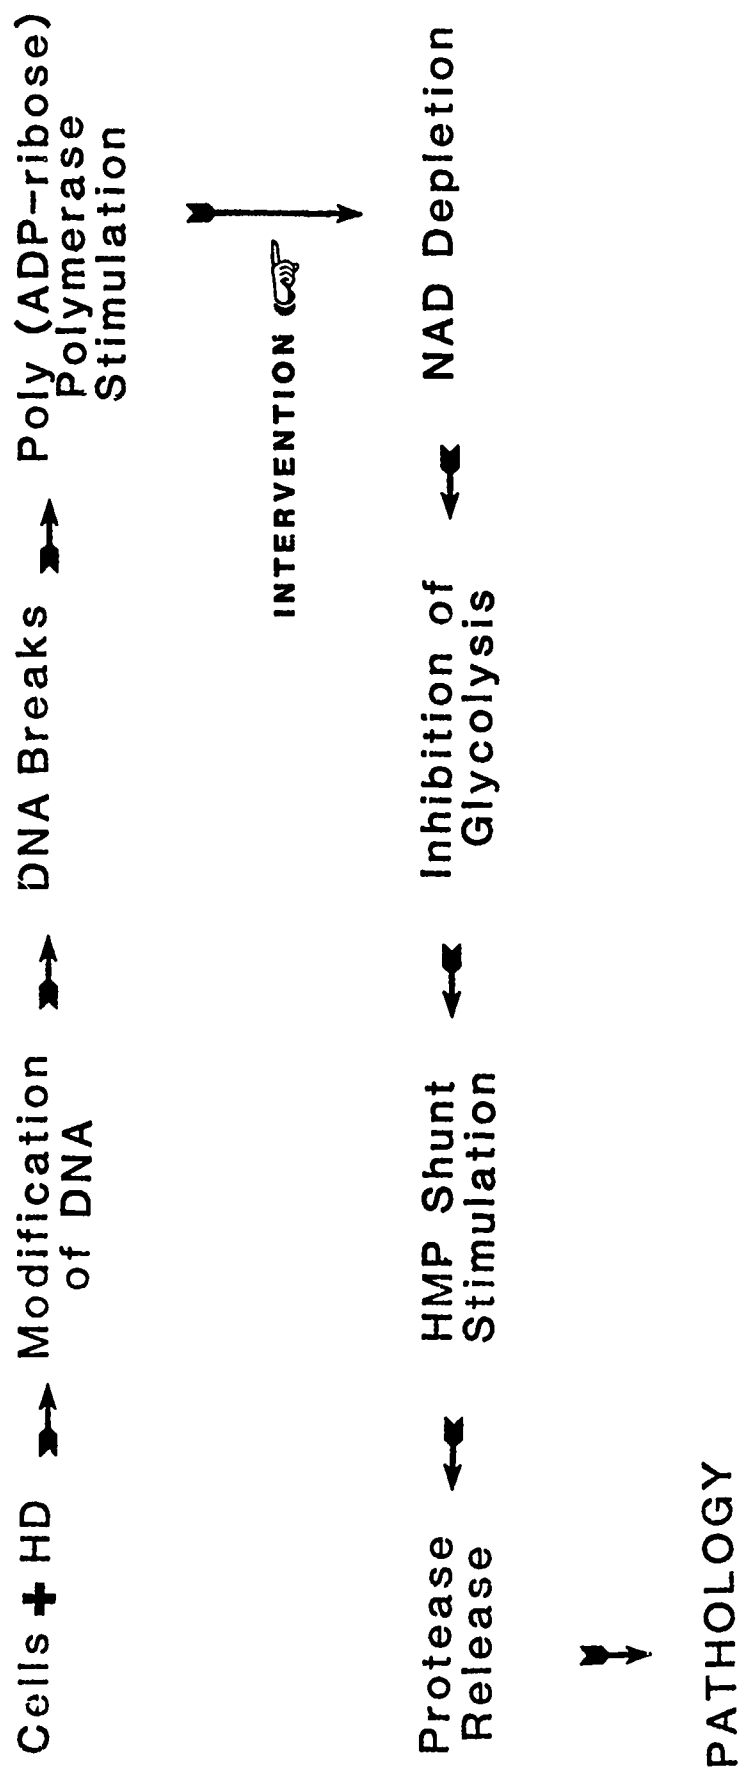 Cells + HD
Modification
of DNA
DNA Breaks
Poly (ADP-ribose)
Polymerase
Stimulation
INTERVENTION
NAD Depletion
Inhibition of
Glycolysis
HMP Shunt
Stimulation
Protease
Release
PATHOLOGY